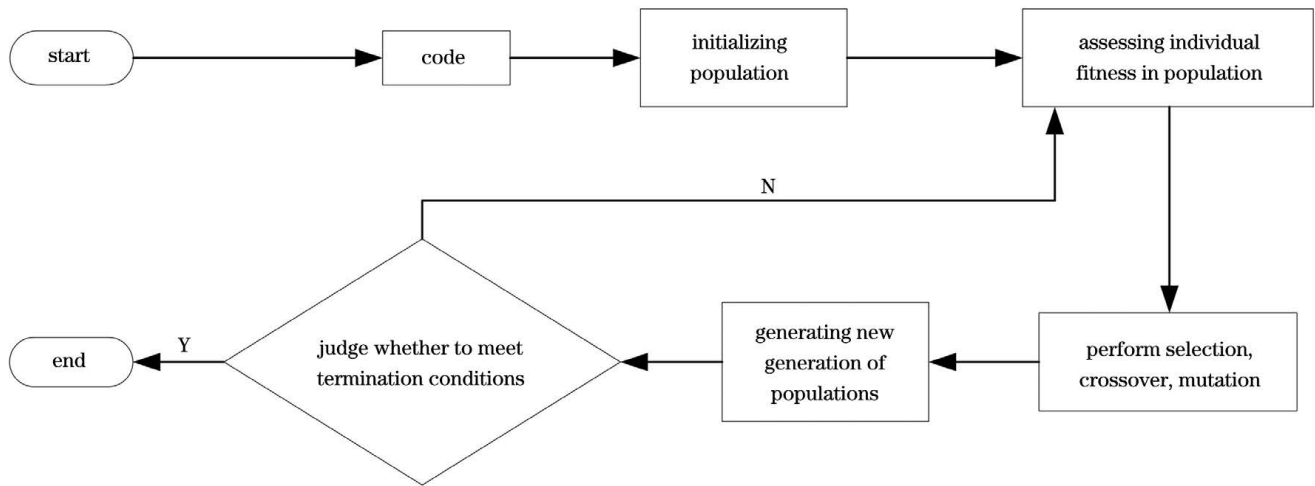 start
code
initializing
population
assessing individual
fitness in population
N
end
Y
judge whether to meet
termination conditions
generating new
generation of
populations
perform selection,
crossover, mutation